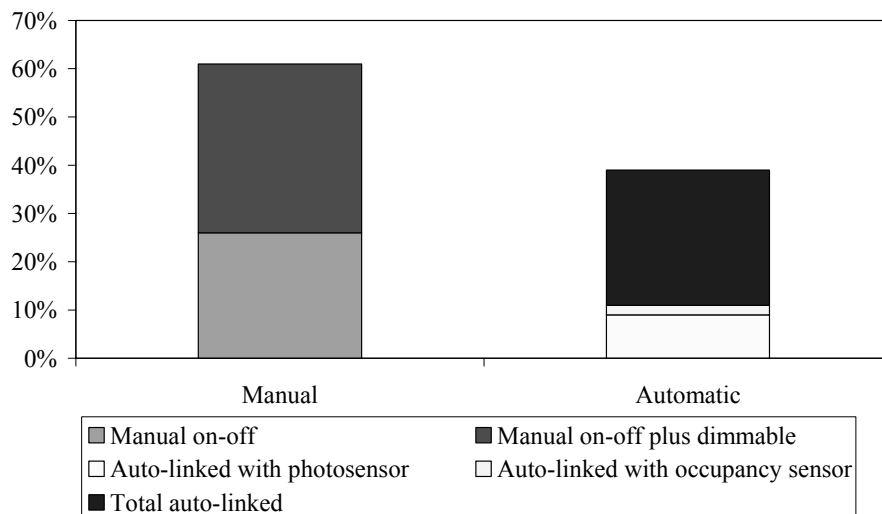 70%
60%
50%
40%
30%
20%
10%
0%
Manual Automatic
Manual on-off Manual on-off plus dimmable
Auto-linked with photosensor Auto-linked with occupancy sensor
Total auto-linked